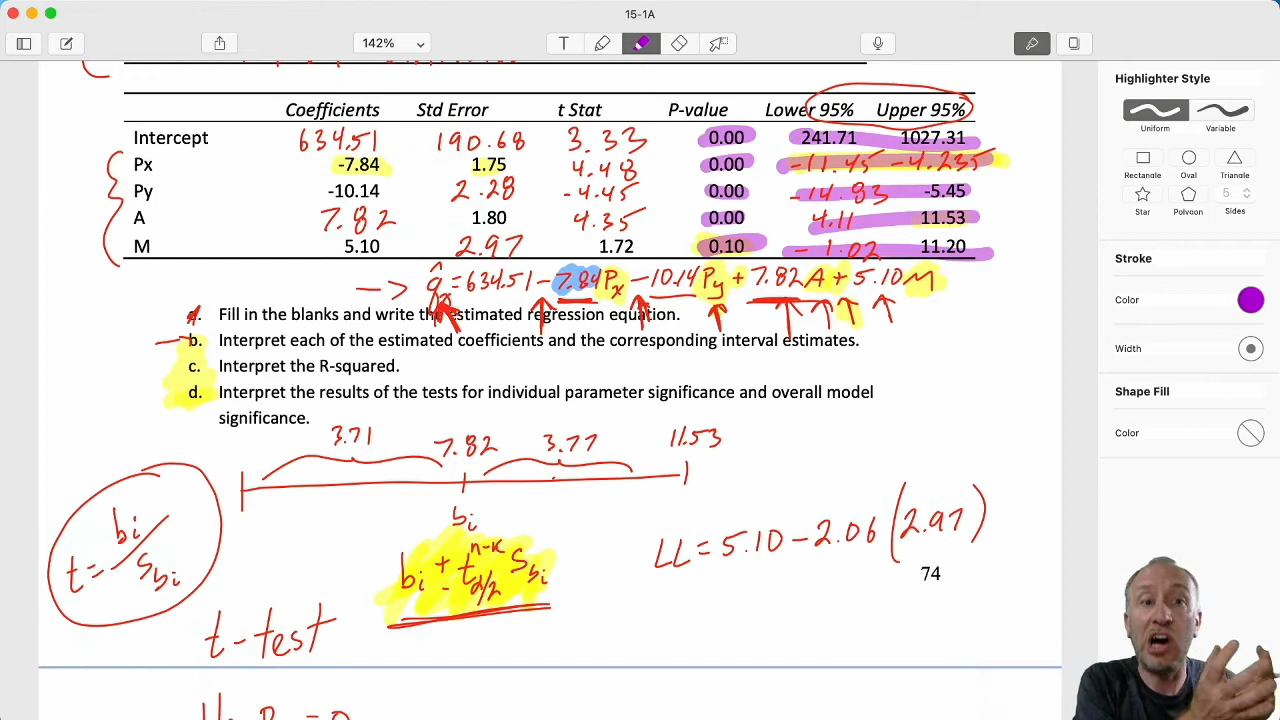 15-1A
142%
T
Coefficients Std Error t Stat P-value Lower 95% Upper 95%
Intercept 634.51 190.68 3.33 0.00 241.71 1027.31
Px -7.84 1.75 4.48 0.00 -11.45 -4.235
Py -10.14 2.28 -4.45 0.00 -14.83 -5.45
A 7.82 1.80 4.35 0.00 4.11 11.53
M 5.10 2.97 1.72 0.10 -1.02 11.20
= 634.51 - 7.84Px - 10.14Py + 7.82A + 5.10M
a. Fill in the blanks and write the estimated regression equation.
b. Interpret each of the estimated coefficients and the corresponding interval estimates.
c. Interpret the R-squared.
d. Interpret the results of the tests for individual parameter significance and overall model
significance.
3.71 7.82 3.77 11.53
bi
t = bi/Sbi
bi ± t n-k α/2 Sbi
LL = 5.10 - 2.06 (2.97)
74
t-test
Highlighter Style
Uniform Variable
Rectangle Oval Triangle
5
Star Polygon Sides
Stroke
Color
Width
Shape Fill
Color